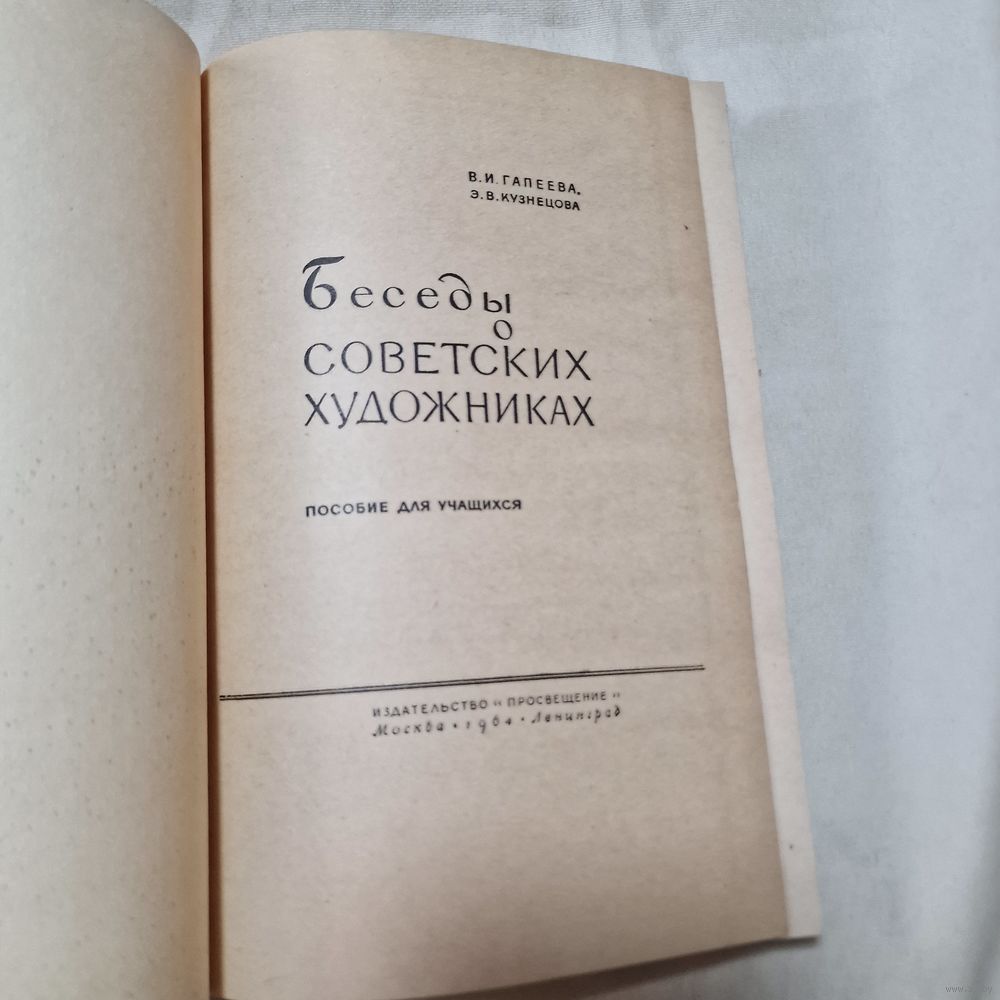 В.И.ГАПЕЕВА,
Э.В.КУЗНЕЦОВА
Беседы
о
СОВЕТСКИХ
ХУДОЖНИКАХ
ПОСОБИЕ ДЛЯ УЧАЩИХСЯ
ИЗДАТЕЛЬСТВО "ПРОСВЕЩЕНИЕ"
Москва • 1964 • Ленинград